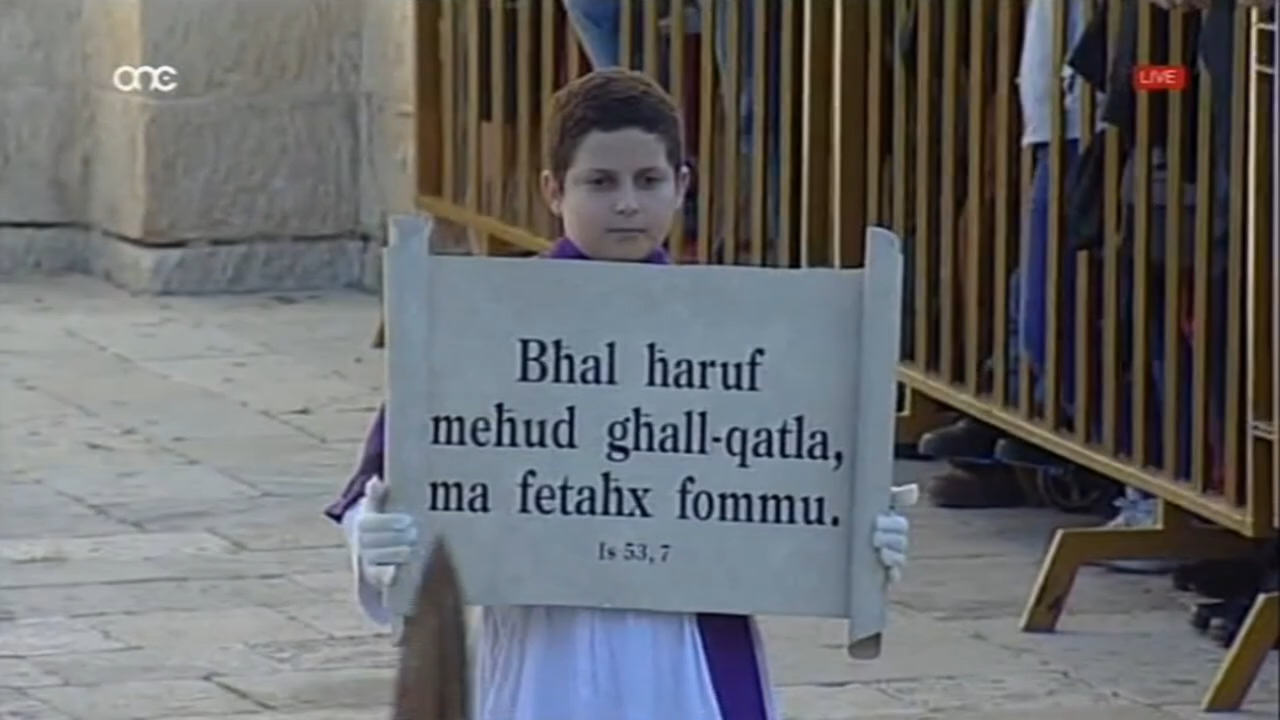 one
LIVE
Bħal ħaruf
meħud għall-qatla,
ma fetaħx fommu.
Is 53, 7